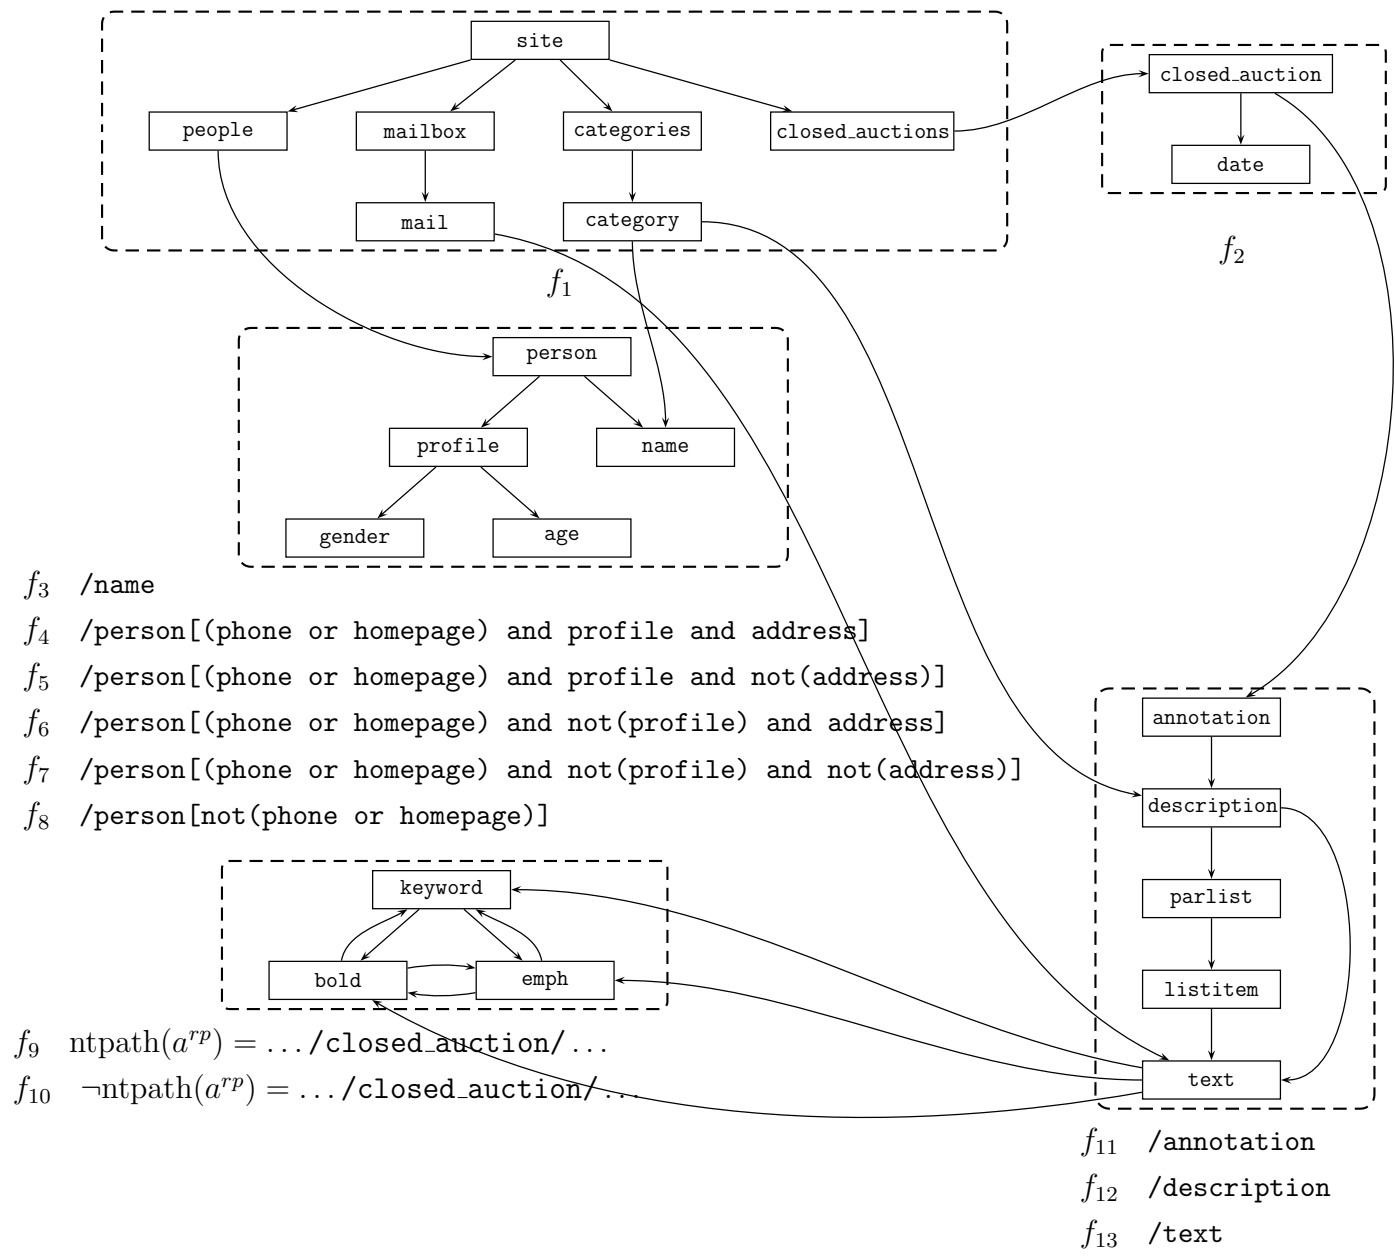 site
closed_auction
people
mailbox
categories
closed_auctions
date
mail
category
f2
f1
person
profile
name
gender
age
f3 /name
f4 /person[(phone or homepage) and profile and address]
f5 /person[(phone or homepage) and profile and not(address)]
f6 /person[(phone or homepage) and not(profile) and address]
f7 /person[(phone or homepage) and not(profile) and not(address)]
f8 /person[not(phone or homepage)]
annotation
description
parlist
listitem
text
keyword
bold
emph
f9 ntpath(a^rp) = .../closed_auction/...
f10 ¬ntpath(a^rp) = .../closed_auction/...
f11 /annotation
f12 /description
f13 /text